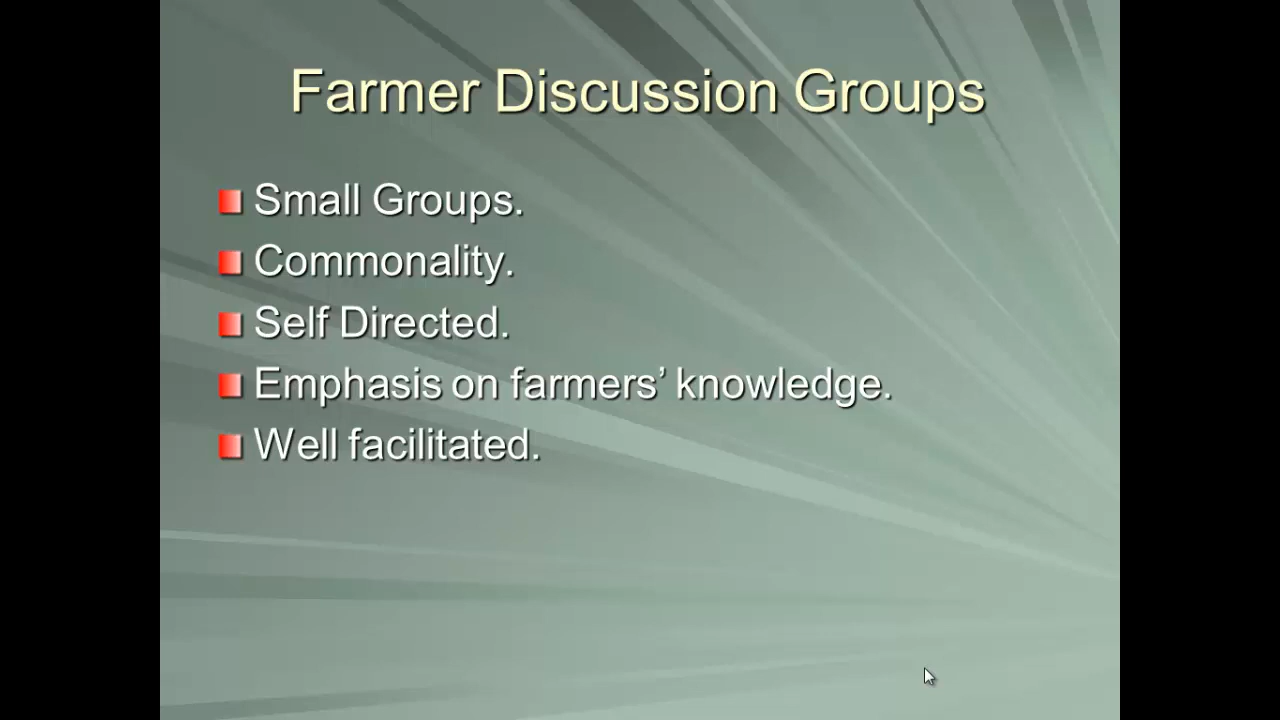 Farmer Discussion Groups
Small Groups.
Commonality.
Self Directed.
Emphasis on farmers’ knowledge.
Well facilitated.